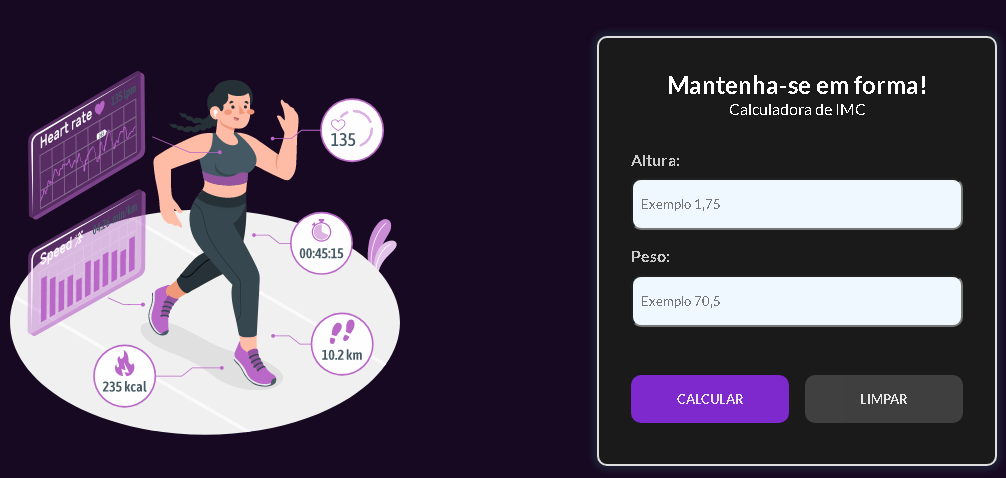 Heart rate
135
Speed
00:45:15
10.2 km
235 kcal
Mantenha-se em forma!
Calculadora de IMC
Altura:
Exemplo 1,75
Peso:
Exemplo 70,5
CALCULAR
LIMPAR